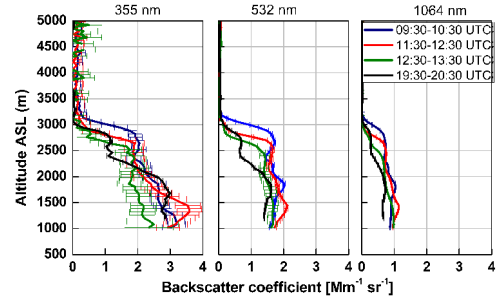 355 nm 532 nm 1064 nm
5000
4500
4000
3500
3000
2500
2000
1500
1000
500
Altitude ASL (m)
09:30-10:30 UTC
11:30-12:30 UTC
12:30-13:30 UTC
19:30-20:30 UTC
0 1 2 3 4 0 1 2 3 4 0 1 2 3 4
Backscatter coefficient [Mm⁻¹ sr⁻¹]